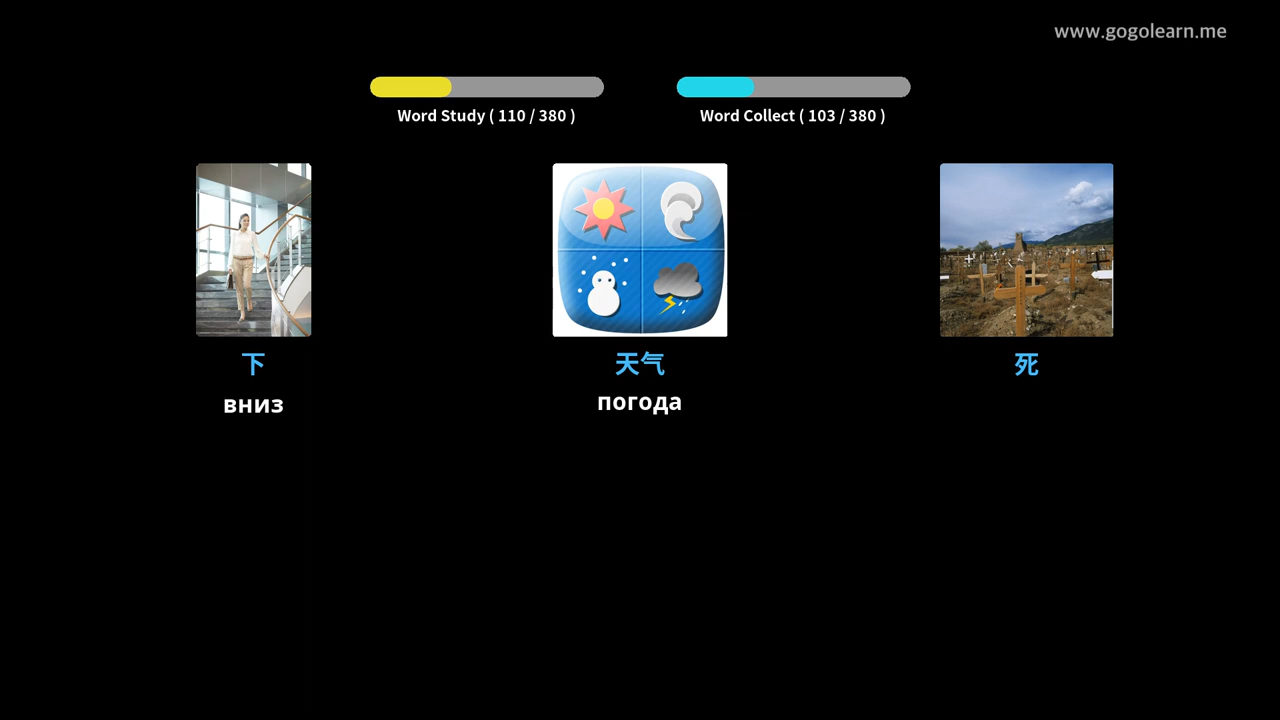 www.gogolearn.me
Word Study ( 110 / 380 )
Word Collect ( 103 / 380 )
下
天气
死
вниз
погода